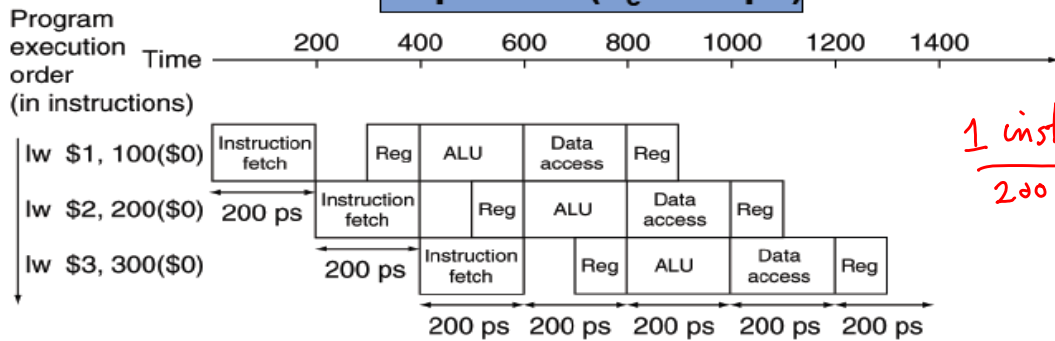 Program
execution
order
(in instructions)
Time
200 400 600 800 1000 1200 1400
lw $1, 100($0)
Instruction fetch
Reg
ALU
Data access
Reg
200 ps
lw $2, 200($0)
Instruction fetch
Reg
ALU
Data access
Reg
200 ps
lw $3, 300($0)
Instruction fetch
Reg
ALU
Data access
Reg
200 ps 200 ps 200 ps 200 ps 200 ps
1
200